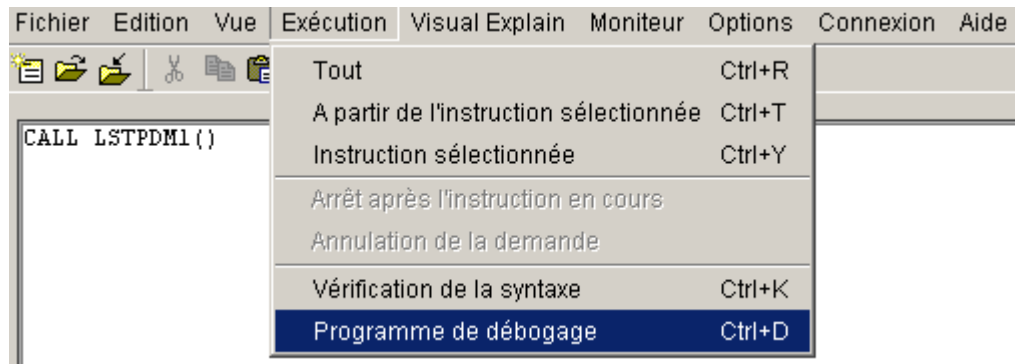 Fichier Edition Vue Exécution Visual Explain Moniteur Options Connexion Aide
CALL LSTPDM1()
Tout Ctrl+R
A partir de l'instruction sélectionnée Ctrl+T
Instruction sélectionnée Ctrl+Y
Arrêt après l'instruction en cours
Annulation de la demande
Vérification de la syntaxe Ctrl+K
Programme de débogage Ctrl+D